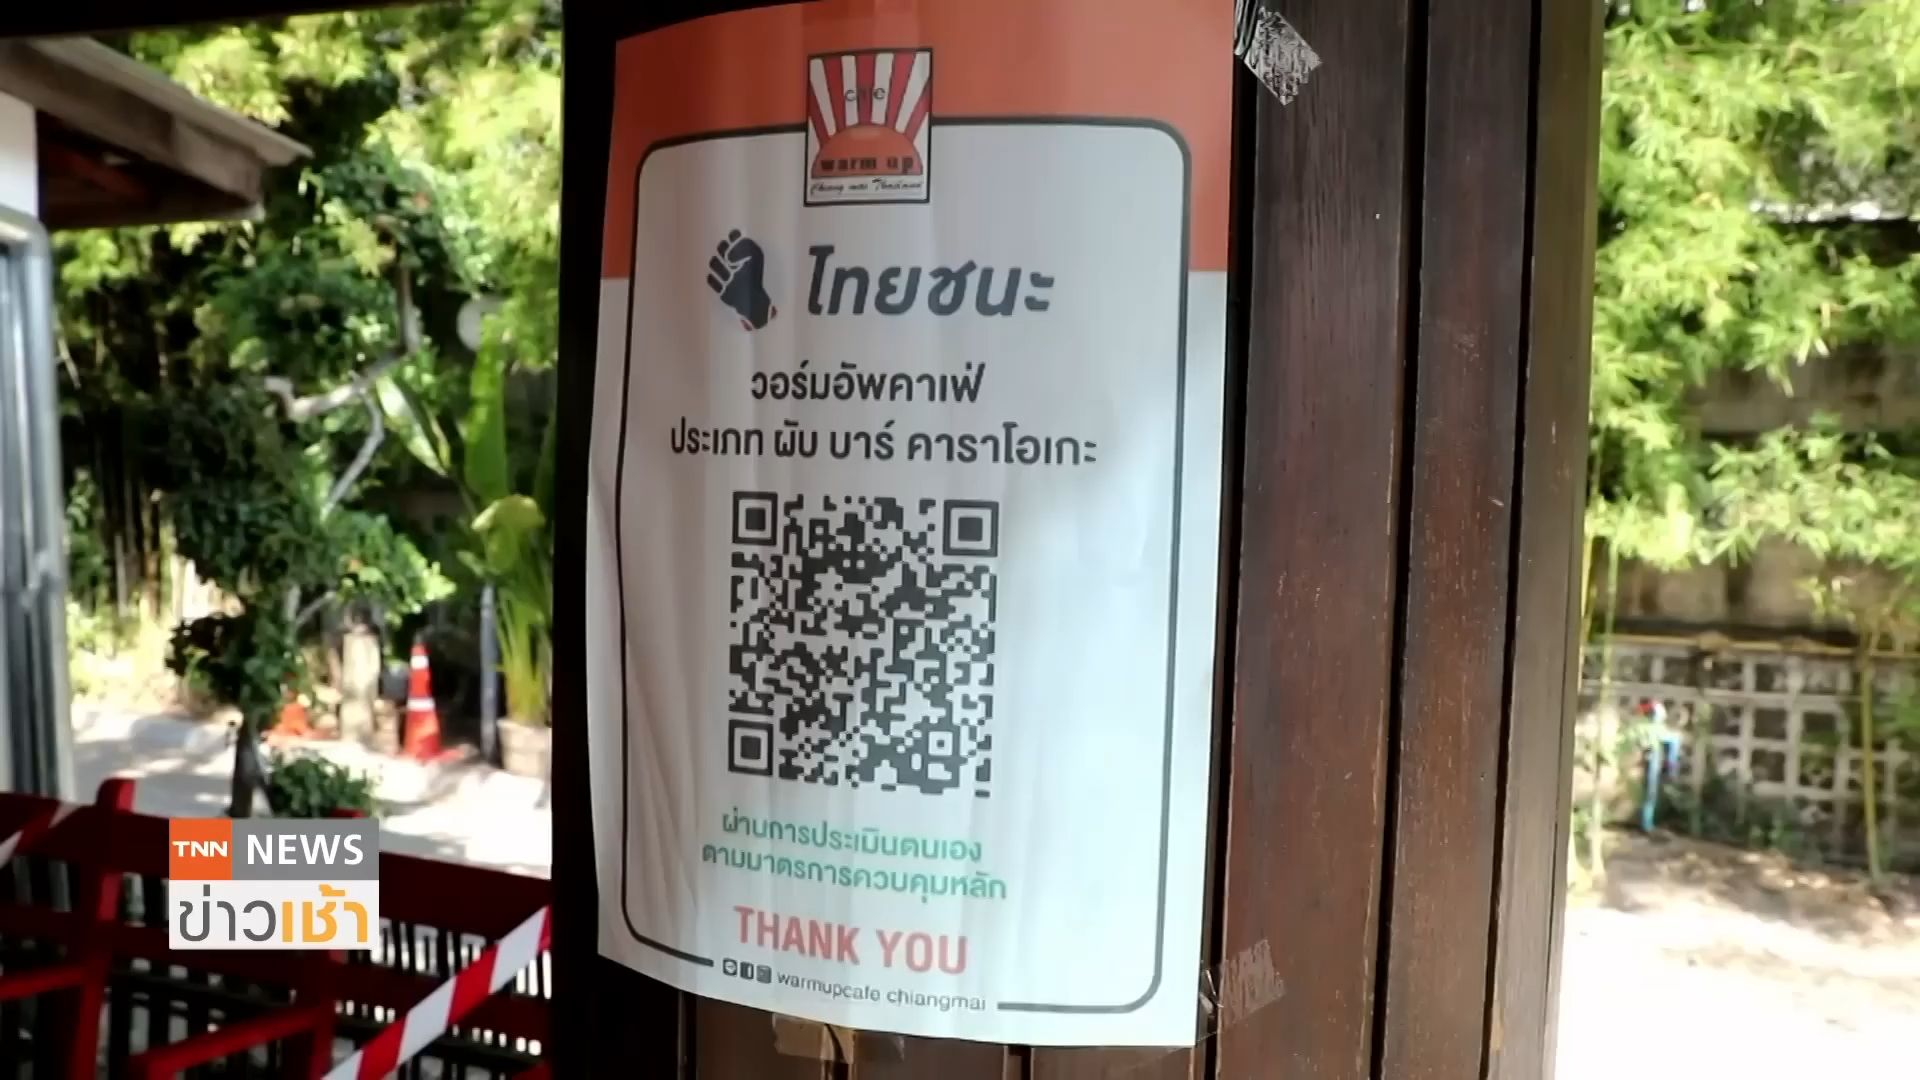 cafe
warm up
Chiang mai Thailand
ไทยชนะ
วอร์มอัพคาเฟ่
ประเภท ผับ บาร์ คาราโอเกะ
ผ่านการประเมินตนเอง
ตามมาตรการควบคุมหลัก
THANK YOU
warmupcafe chiangmai
TNN NEWS
ข่าวเช้า